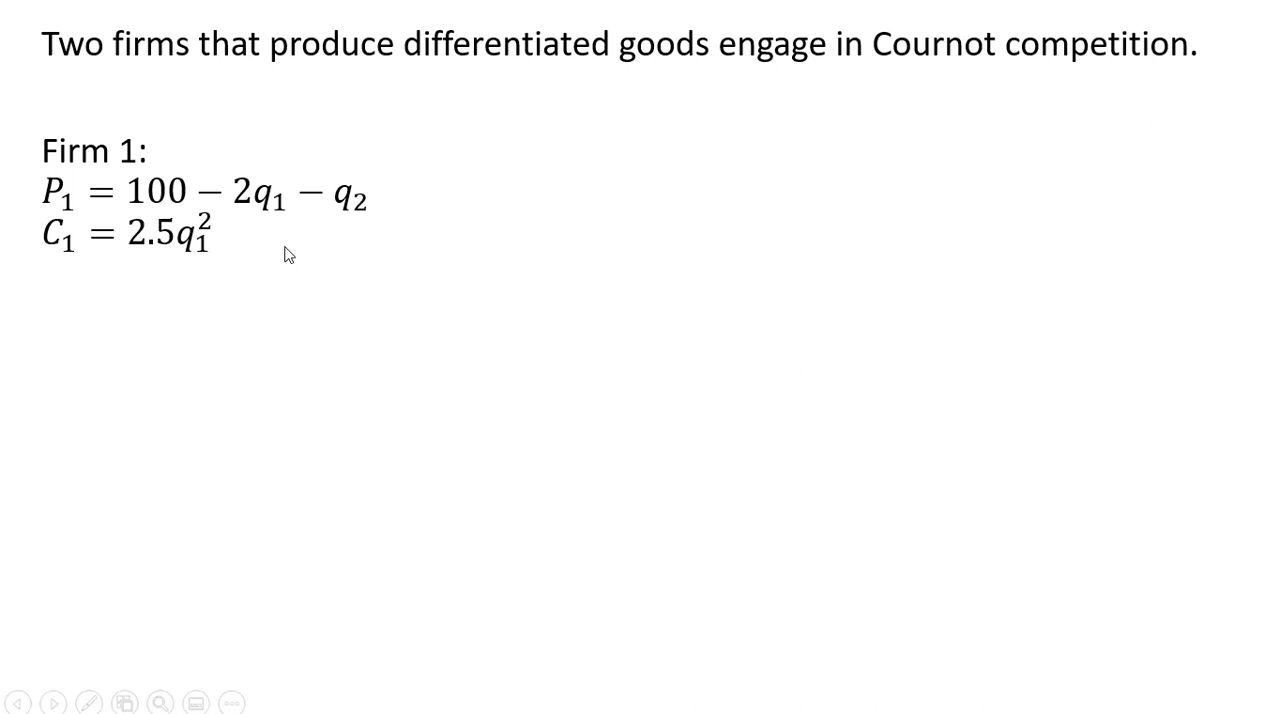 Two firms that produce differentiated goods engage in Cournot competition.
Firm 1:
P₁ = 100 − 2q₁ − q₂
C₁ = 2.5q₁²